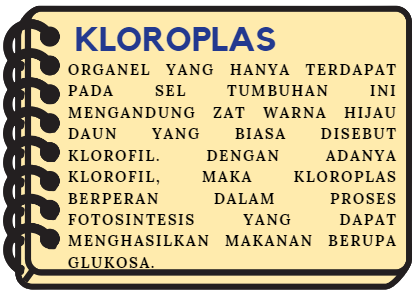 KLOROPLAS
ORGANEL YANG HANYA TERDAPAT
PADA SEL TUMBUHAN INI
MENGANDUNG ZAT WARNA HIJAU
DAUN YANG BIASA DISEBUT
KLOROFIL. DENGAN ADANYA
KLOROFIL, MAKA KLOROPLAS
BERPERAN DALAM PROSES
FOTOSINTESIS YANG DAPAT
MENGHASILKAN MAKANAN BERUPA
GLUKOSA.